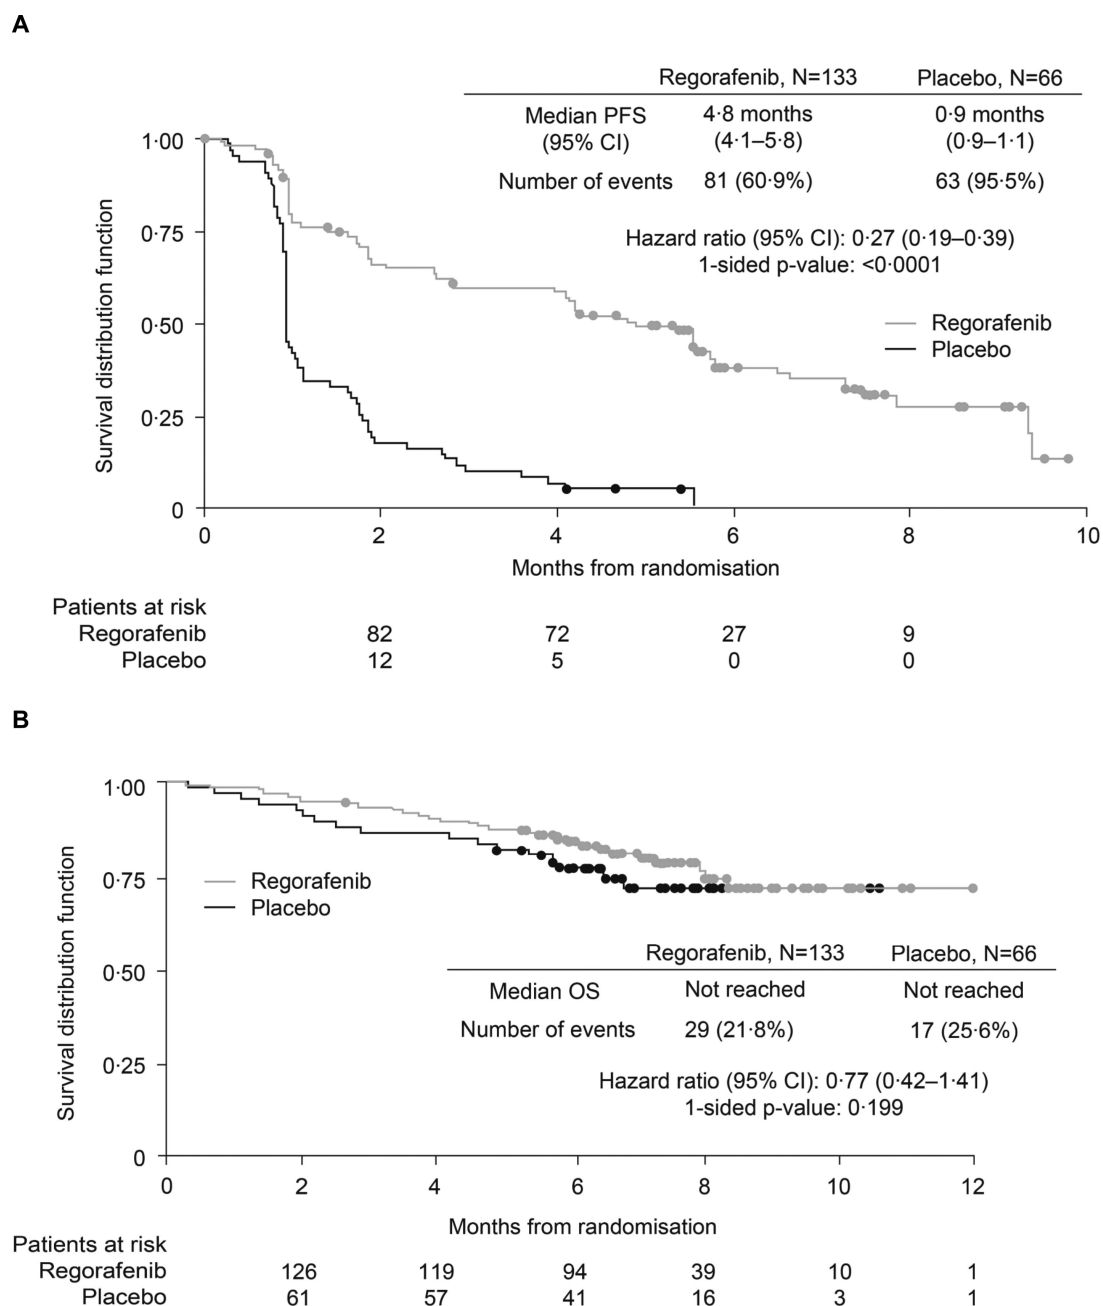 A
Regorafenib, N=133 Placebo, N=66
Median PFS 4·8 months 0·9 months
(95% CI) (4·1–5·8) (0·9–1·1)
Number of events 81 (60·9%) 63 (95·5%)
Hazard ratio (95% CI): 0·27 (0·19–0·39)
1-sided p-value: <0·0001
Regorafenib
Placebo
Survival distribution function
1·00
0·75
0·50
0·25
0
0 2 4 6 8 10
Months from randomisation
Patients at risk
Regorafenib 82 72 27 9
Placebo 12 5 0 0
B
Survival distribution function
1·00
0·75
0·50
0·25
0
Regorafenib
Placebo
Regorafenib, N=133 Placebo, N=66
Median OS Not reached Not reached
Number of events 29 (21·8%) 17 (25·6%)
Hazard ratio (95% CI): 0·77 (0·42–1·41)
1-sided p-value: 0·199
0 2 4 6 8 10 12
Months from randomisation
Patients at risk
Regorafenib 126 119 94 39 10 1
Placebo 61 57 41 16 3 1